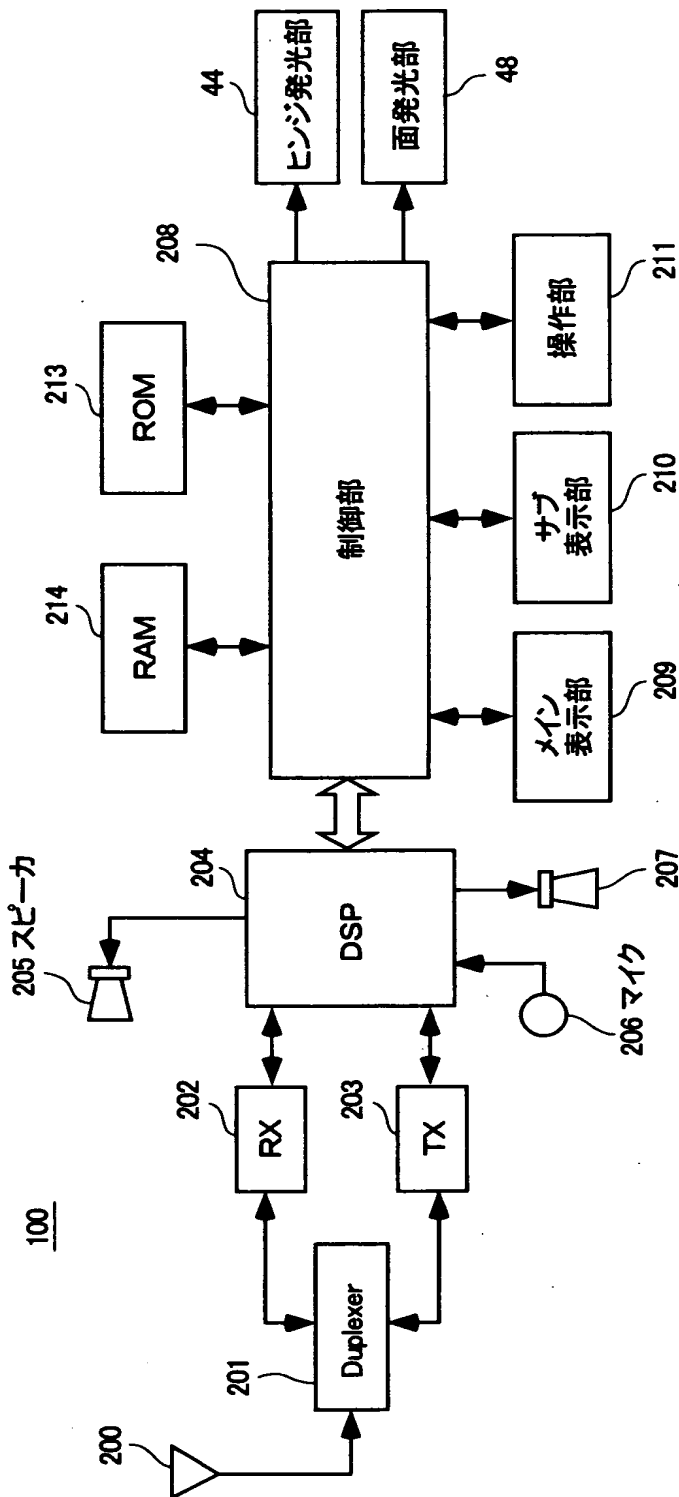 100
200
201
Duplexer
202
RX
203
TX
204
DSP
205 スピーカ
206 マイク
207
214
RAM
213
ROM
208
制御部
メイン
表示部
209
サブ
表示部
210
操作部
211
44
ヒンジ発光部
48
面発光部